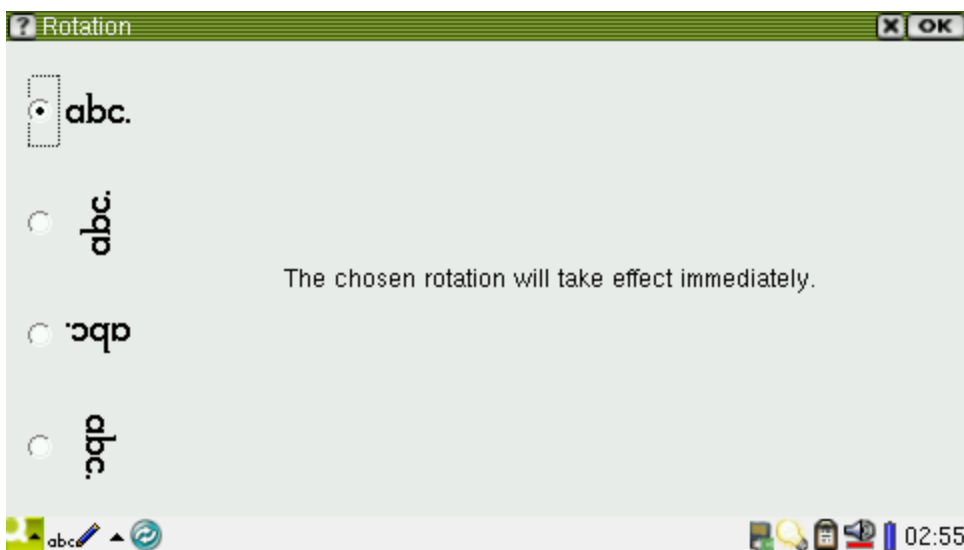 ? Rotation X OK
abc.
abc.
The chosen rotation will take effect immediately.
abc.
abc.
abc 02:55